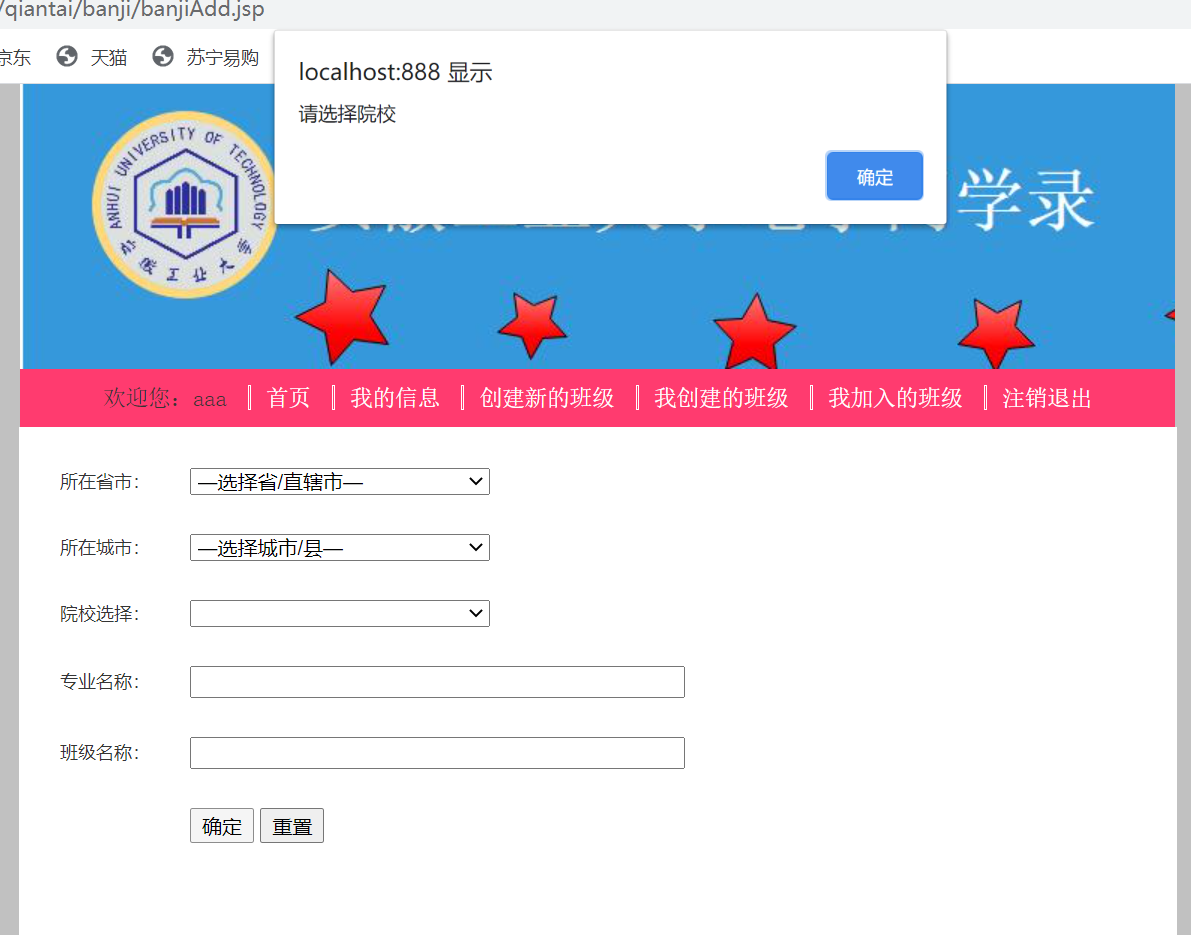 /qiantai/banji/banjiAdd.jsp
京东 天猫 苏宁易购
localhost:888 显示
请选择院校
确定
ANHUI UNIVERSITY OF TECHNOLOGY
安徽工业大学
学录
欢迎您：aaa 首页 我的信息 创建新的班级 我创建的班级 我加入的班级 注销退出
所在省市： —选择省/直辖市—
所在城市： —选择城市/县—
院校选择：
专业名称：
班级名称：
确定 重置